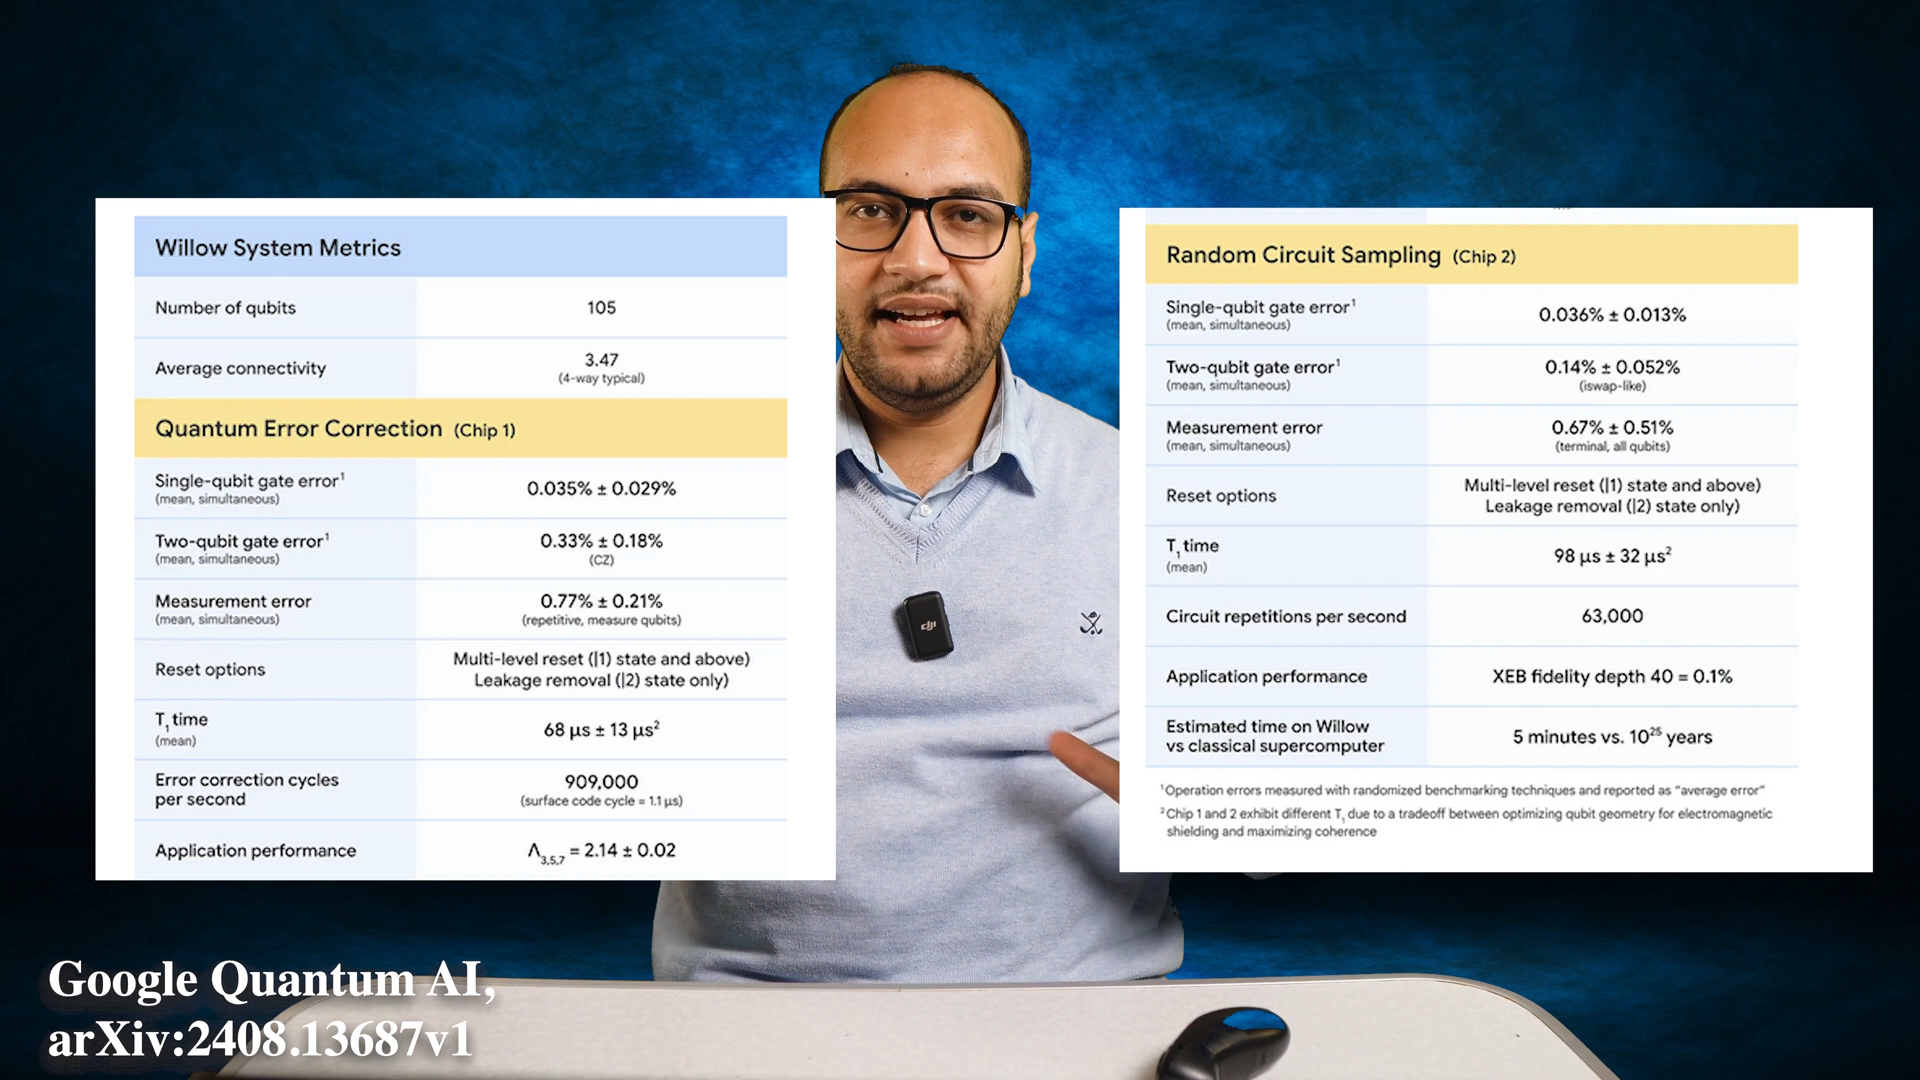 Willow System Metrics
Number of qubits
105
Average connectivity
3.47
(4-way typical)
Quantum Error Correction (Chip 1)
Single-qubit gate error¹
(mean, simultaneous)
0.035% ± 0.029%
Two-qubit gate error¹
(mean, simultaneous)
0.33% ± 0.18%
(CZ)
Measurement error
(mean, simultaneous)
0.77% ± 0.21%
(repetitive, measure qubits)
Reset options
Multi-level reset (|1⟩ state and above)
Leakage removal (|2⟩ state only)
T₁ time
(mean)
68 μs ± 13 μs²
Error correction cycles
per second
909,000
(surface code cycle = 1.1 μs)
Application performance
Λ₃,₅,₇ = 2.14 ± 0.02
Random Circuit Sampling (Chip 2)
Single-qubit gate error¹
(mean, simultaneous)
0.036% ± 0.013%
Two-qubit gate error¹
(mean, simultaneous)
0.14% ± 0.052%
(iswap-like)
Measurement error
(mean, simultaneous)
0.67% ± 0.51%
(terminal, all qubits)
Reset options
Multi-level reset (|1⟩ state and above)
Leakage removal (|2⟩ state only)
T₁ time
(mean)
98 μs ± 32 μs²
Circuit repetitions per second
63,000
Application performance
XEB fidelity depth 40 = 0.1%
Estimated time on Willow
vs classical supercomputer
5 minutes vs. 10²⁵ years
¹Operation errors measured with randomized benchmarking techniques and reported as “average error”
²Chip 1 and 2 exhibit different T₁ due to a tradeoff between optimizing qubit geometry for electromagnetic
shielding and maximizing coherence
dji
Google Quantum AI,
arXiv:2408.13687v1